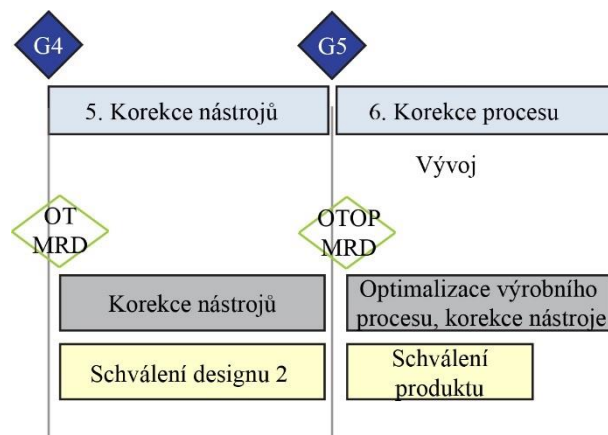 G4
G5
5. Korekce nástrojů
6. Korekce procesu
Vývoj
OT
MRD
OTOP
MRD
Korekce nástrojů
Optimalizace výrobního
procesu, korekce nástroje
Schválení designu 2
Schválení
produktu